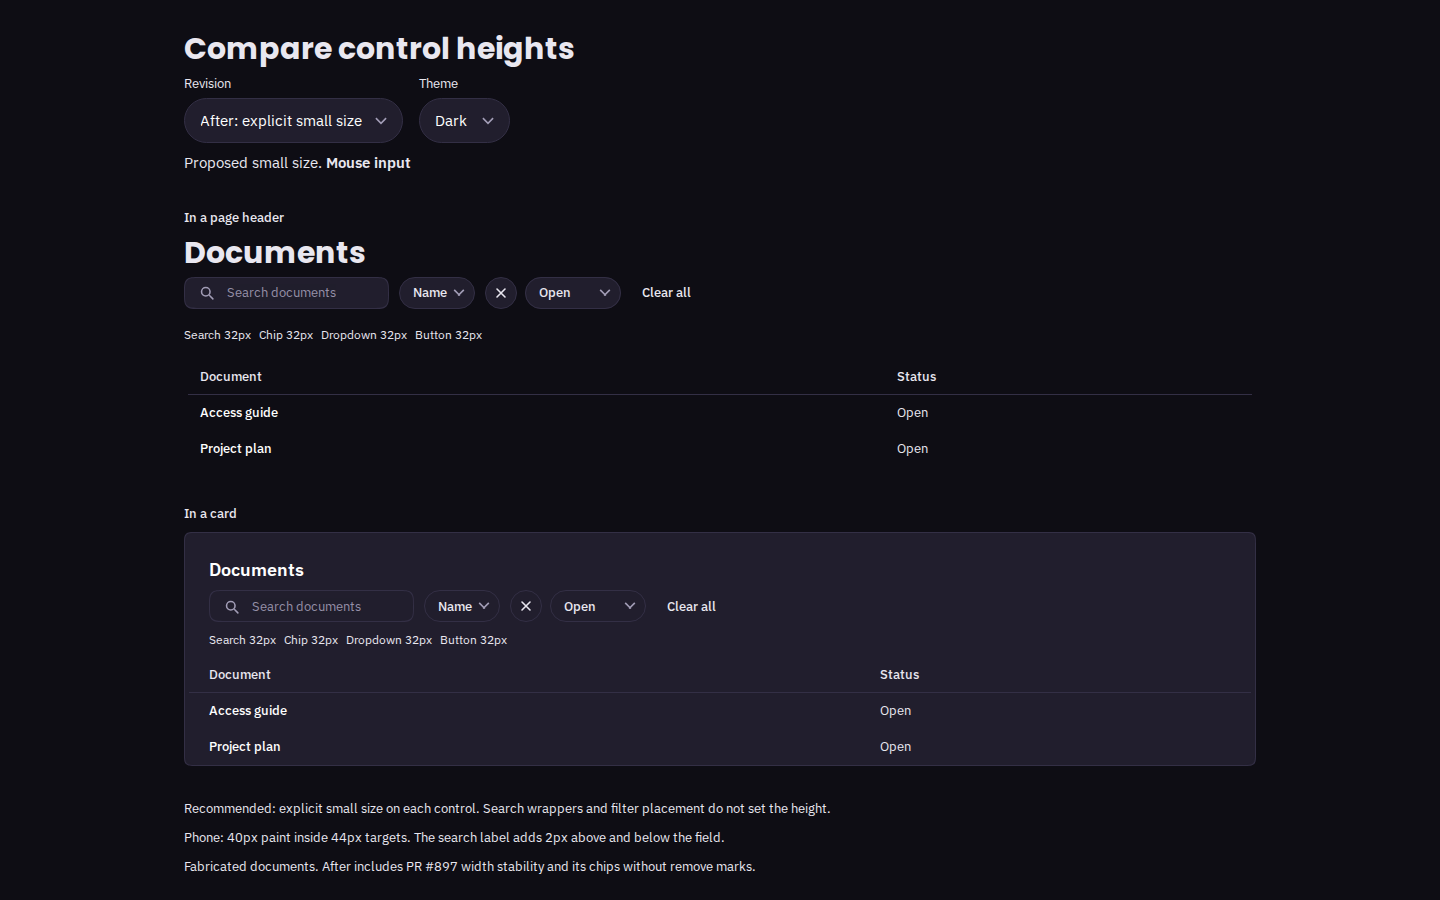 Compare control heights
Revision Theme
After: explicit small size Dark
Proposed small size. Mouse input
In a page header
Documents
Search documents Name Open Clear all
Search 32px Chip 32px Dropdown 32px Button 32px
Document Status
Access guide Open
Project plan Open
In a card
Documents
Search documents Name Open Clear all
Search 32px Chip 32px Dropdown 32px Button 32px
Document Status
Access guide Open
Project plan Open
Recommended: explicit small size on each control. Search wrappers and filter placement do not set the height.
Phone: 40px paint inside 44px targets. The search label adds 2px above and below the field.
Fabricated documents. After includes PR #897 width stability and its chips without remove marks.